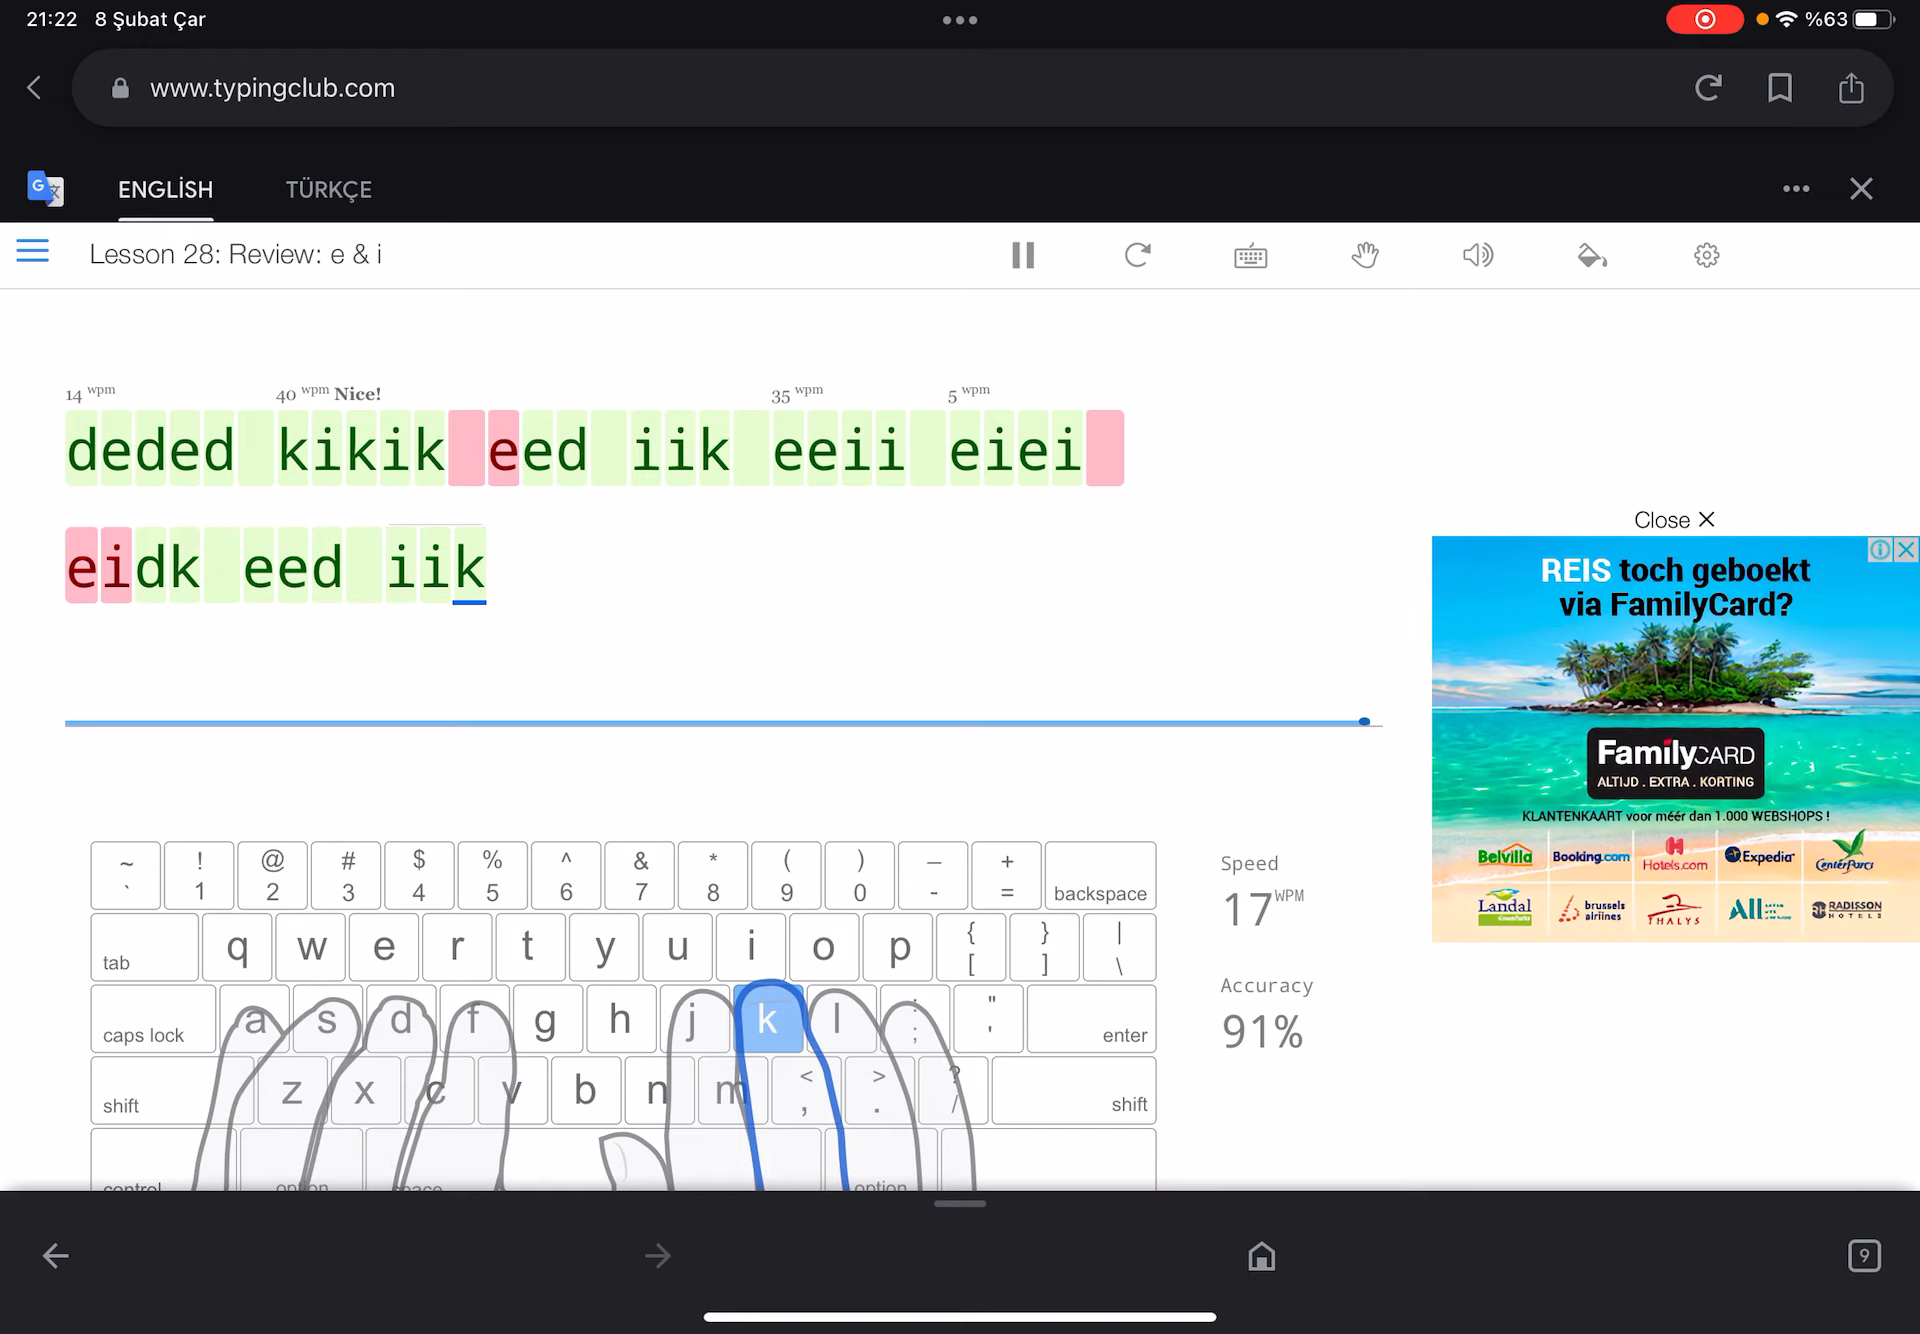 21:22 8 Şubat Çar
%63
www.typingclub.com
ENGLİSH TÜRKÇE
Lesson 28: Review: e & i
14 wpm 40 wpm Nice! 35 wpm 5 wpm
deded kikik eed iik eeii eiei
eidk eed iik
Close ×
REIS toch geboekt
via FamilyCard?
FamilyCARD
ALTIJD . EXTRA . KORTING
KLANTENKAART voor méér dan 1.000 WEBSHOPS !
Belvilla Booking.com Hotels.com Expedia CenterParcs
Landal brussels airlines THALYS All RADISSON HOTELS
~ ` ! 1 @ 2 # 3 $ 4 % 5 ^ 6 & 7 * 8 ( 9 ) 0 _ - + = backspace
tab q w e r t y u i o p { [ } ] | \
caps lock a s d f g h j k l : ; " ' enter
shift z x c v b n m < , > . ? / shift
control option space option
Speed
17 WPM
Accuracy
91%
9